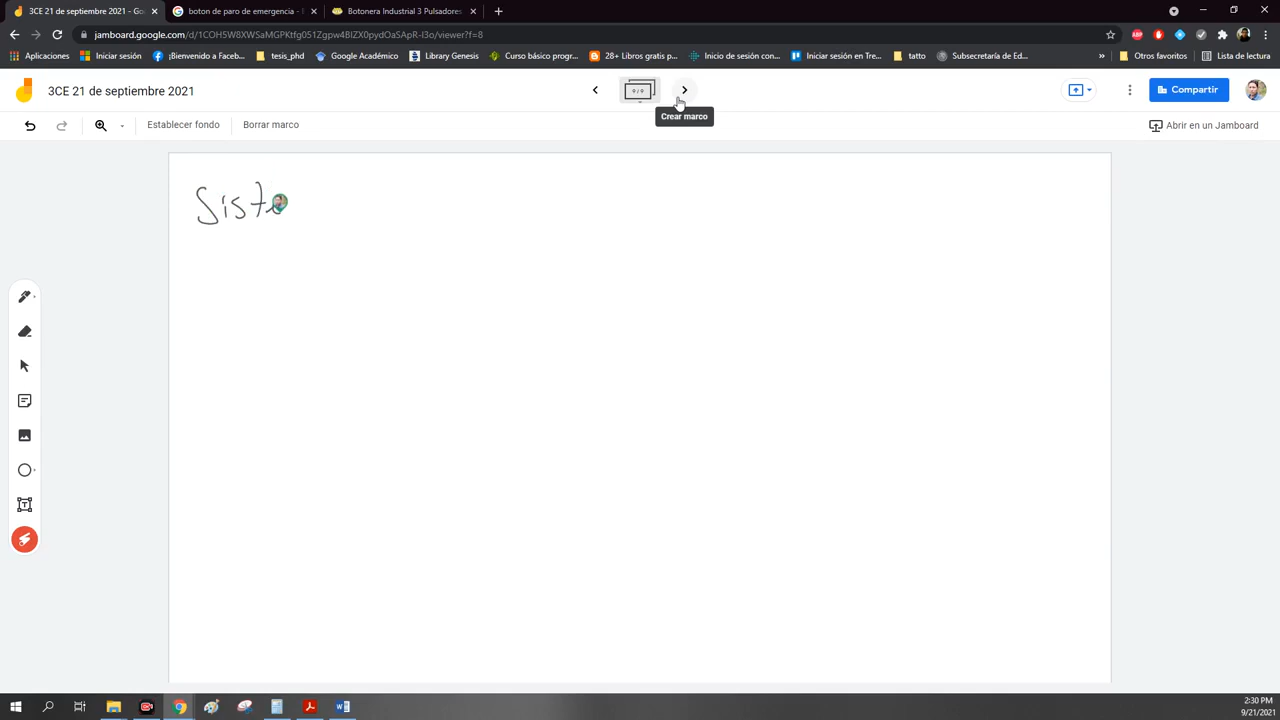 3CE 21 de septiembre 2021 - Go
boton de paro de emergencia - 
Botonera Industrial 3 Pulsadores
jamboard.google.com/d/1COH5W8XWSaMGPKtfg051Zgpw4BIZX0pydOaSApR-I3o/viewer?f=8
Aplicaciones
Iniciar sesión
¡Bienvenido a Faceb...
tesis_phd
Google Académico
Library Genesis
Curso básico progr...
28+ Libros gratis p...
Inicio de sesión con...
Iniciar sesión en Tre...
tatto
Subsecretaría de Ed...
»
Otros favoritos
Lista de lectura
3CE 21 de septiembre 2021
Compartir
Crear marco
Establecer fondo
Borrar marco
Abrir en un Jamboard
Siste
2:30 PM
9/21/2021